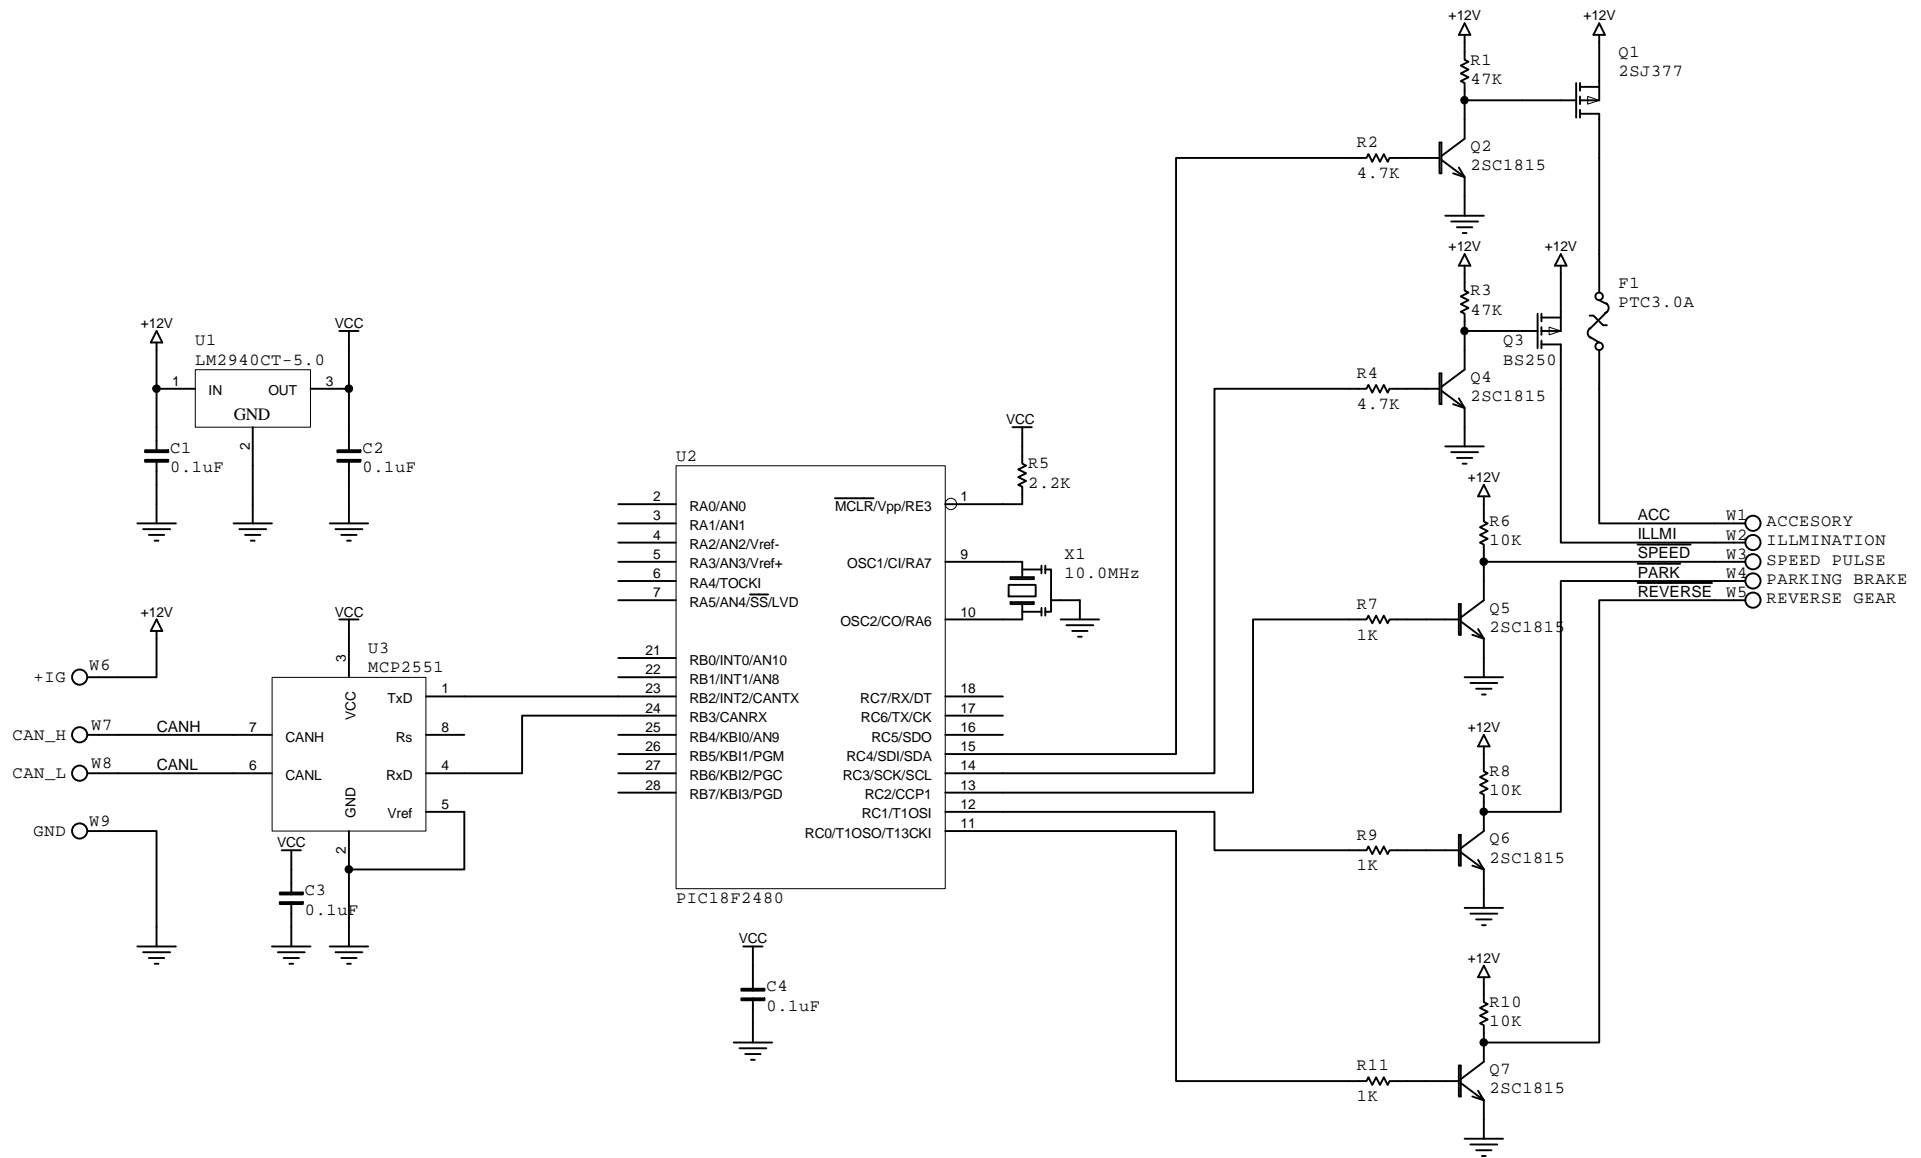 +12V
+12V
Q1
2SJ377
R1
47K
R2
4.7K
Q2
2SC1815
+12V
+12V
R3
47K
F1
PTC3.0A
Q3
BS250
R4
4.7K
Q4
2SC1815
+12V
U1
LM2940CT-5.0
VCC
1
IN
OUT
3
GND
2
C1
0.1uF
C2
0.1uF
VCC
R5
2.2K
U2
2
RA0/AN0
3
RA1/AN1
4
RA2/AN2/Vref-
5
RA3/AN3/Vref+
6
RA4/TOCKI
7
RA5/AN4/SS/LVD
21
RB0/INT0/AN10
22
RB1/INT1/AN8
23
RB2/INT2/CANTX
24
RB3/CANRX
25
RB4/KBI0/AN9
26
RB5/KBI1/PGM
27
RB6/KBI2/PGC
28
RB7/KBI3/PGD
MCLR/Vpp/RE3
1
OSC1/CI/RA7
9
OSC2/CO/RA6
10
RC7/RX/DT
18
RC6/TX/CK
17
RC5/SDO
16
RC4/SDI/SDA
15
RC3/SCK/SCL
14
RC2/CCP1
13
RC1/T1OSI
12
RC0/T1OSO/T13CKI
11
PIC18F2480
X1
10.0MHz
+12V
R6
10K
ACC
W1
ACCESORY
ILLMI
W2
ILLMINATION
SPEED
W3
SPEED PULSE
PARK
W4
PARKING BRAKE
REVERSE
W5
REVERSE GEAR
R7
1K
Q5
2SC1815
+12V
+IG
W6
CAN_H
W7
CANH
CAN_L
W8
CANL
GND
W9
VCC
3
U3
MCP2551
VCC
TxD
1
7
CANH
Rs
8
6
CANL
RxD
4
GND
Vref
5
2
VCC
C3
0.1uF
VCC
C4
0.1uF
+12V
R8
10K
R9
1K
Q6
2SC1815
+12V
R10
10K
R11
1K
Q7
2SC1815